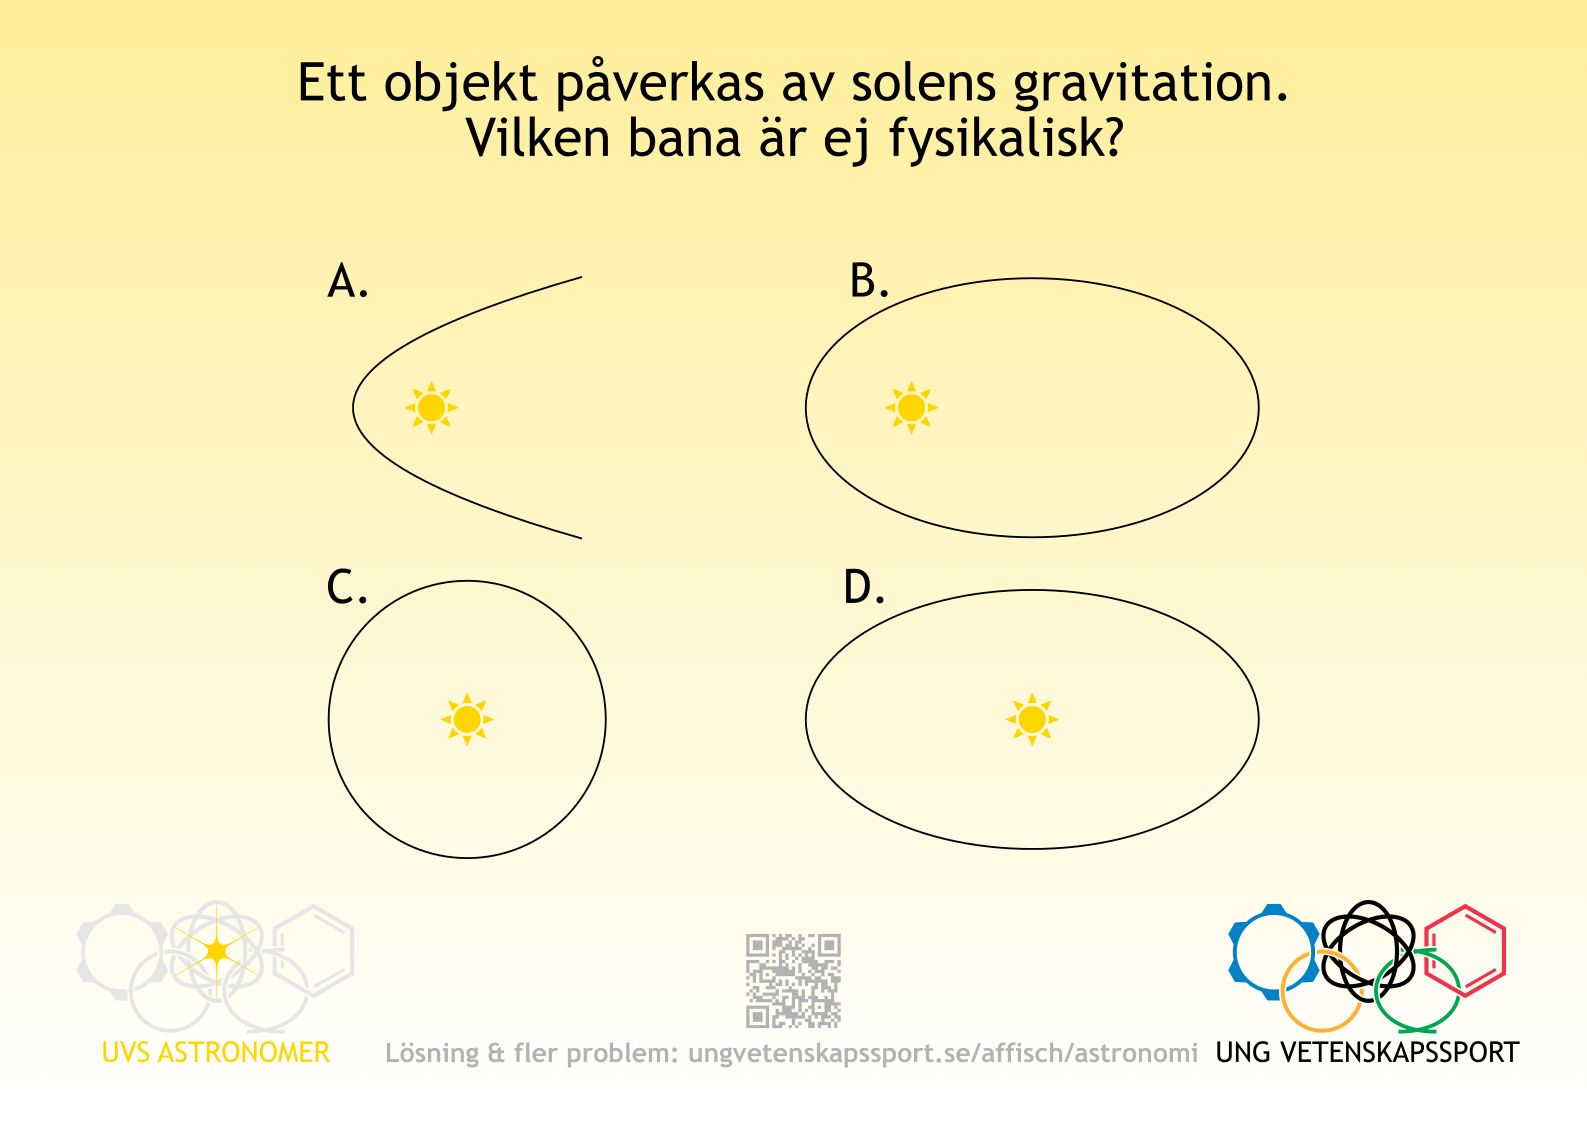 Ett objekt påverkas av solens gravitation.
Vilken bana är ej fysikalisk?
A.
B.
C.
D.
UVS ASTRONOMER
Lösning & fler problem: ungvetenskapssport.se/affisch/astronomi
UNG VETENSKAPSSPORT